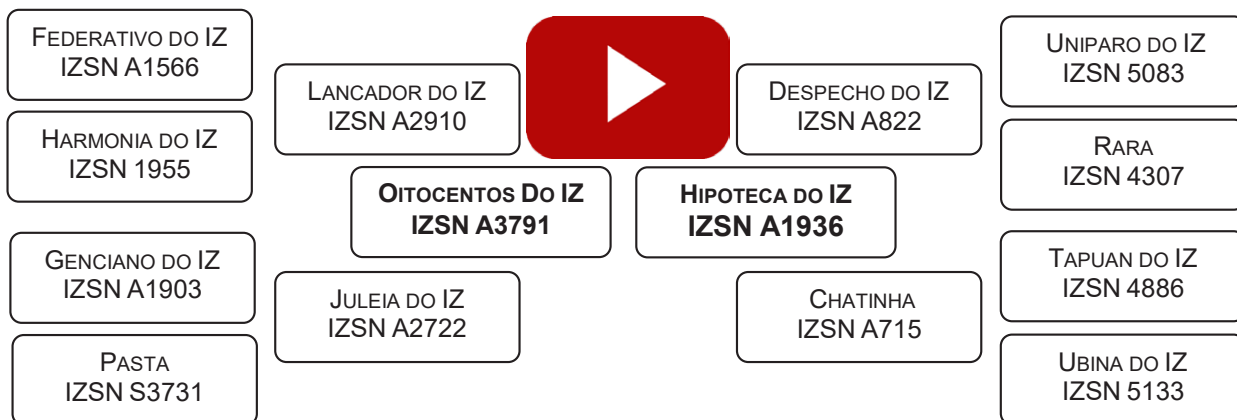 FEDERATIVO DO IZ
IZSN A1566
HARMONIA DO IZ
IZSN 1955
GENCIANO DO IZ
IZSN A1903
PASTA
IZSN S3731
LANCADOR DO IZ
IZSN A2910
JULEIA DO IZ
IZSN A2722
OITOCENTOS DO IZ
IZSN A3791
HIPOTECA DO IZ
IZSN A1936
DESPECHO DO IZ
IZSN A822
CHATINHA
IZSN A715
UNIPARO DO IZ
IZSN 5083
RARA
IZSN 4307
TAPUAN DO IZ
IZSN 4886
UBINA DO IZ
IZSN 5133